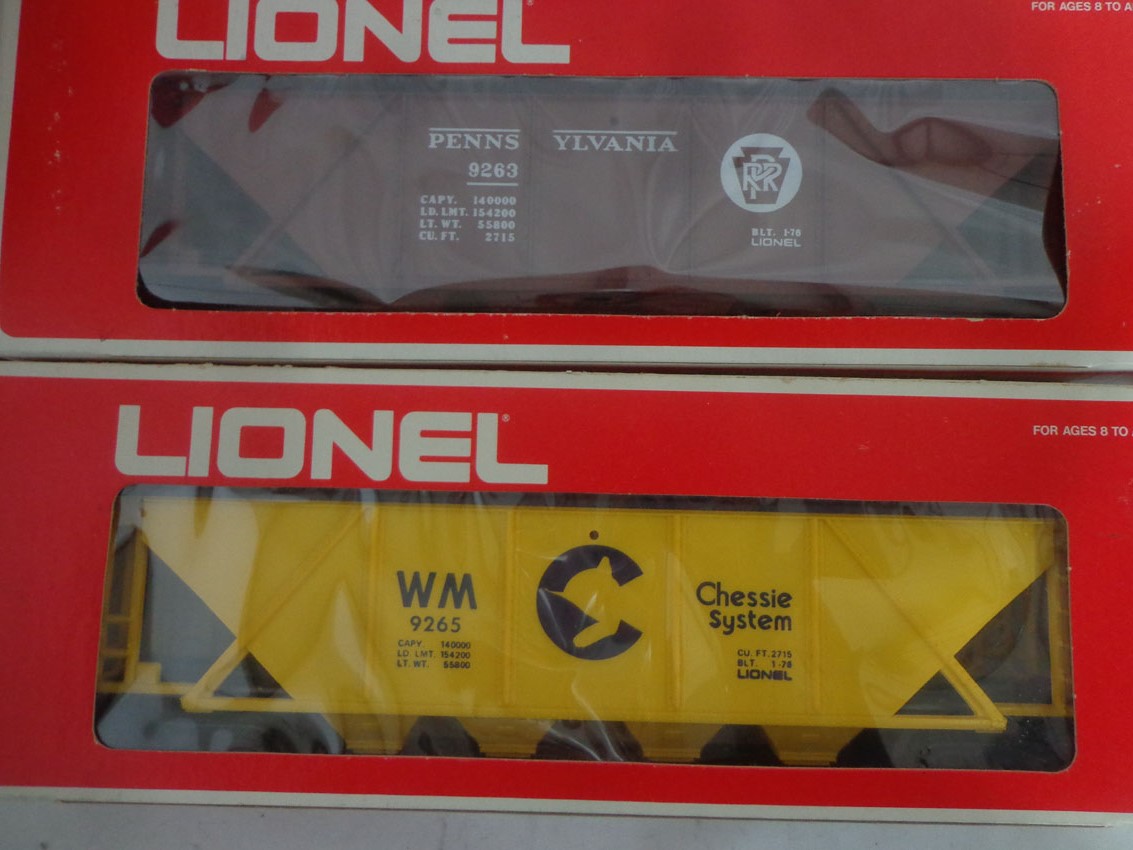 LIONEL
FOR AGES 8 TO A
PENNS YLVANIA
9263
CAPY. 140000
LD. LMT. 154200
LT. WT. 55800
CU. FT. 2715
PRR
BLT. 1-76
LIONEL
LIONEL®
FOR AGES 8 TO
WM
9265
CAPY 140000
LD LMT. 154200
LT. WT. 55800
C
Chessie
System
CU. FT. 2715
BLT. 1-76
LIONEL